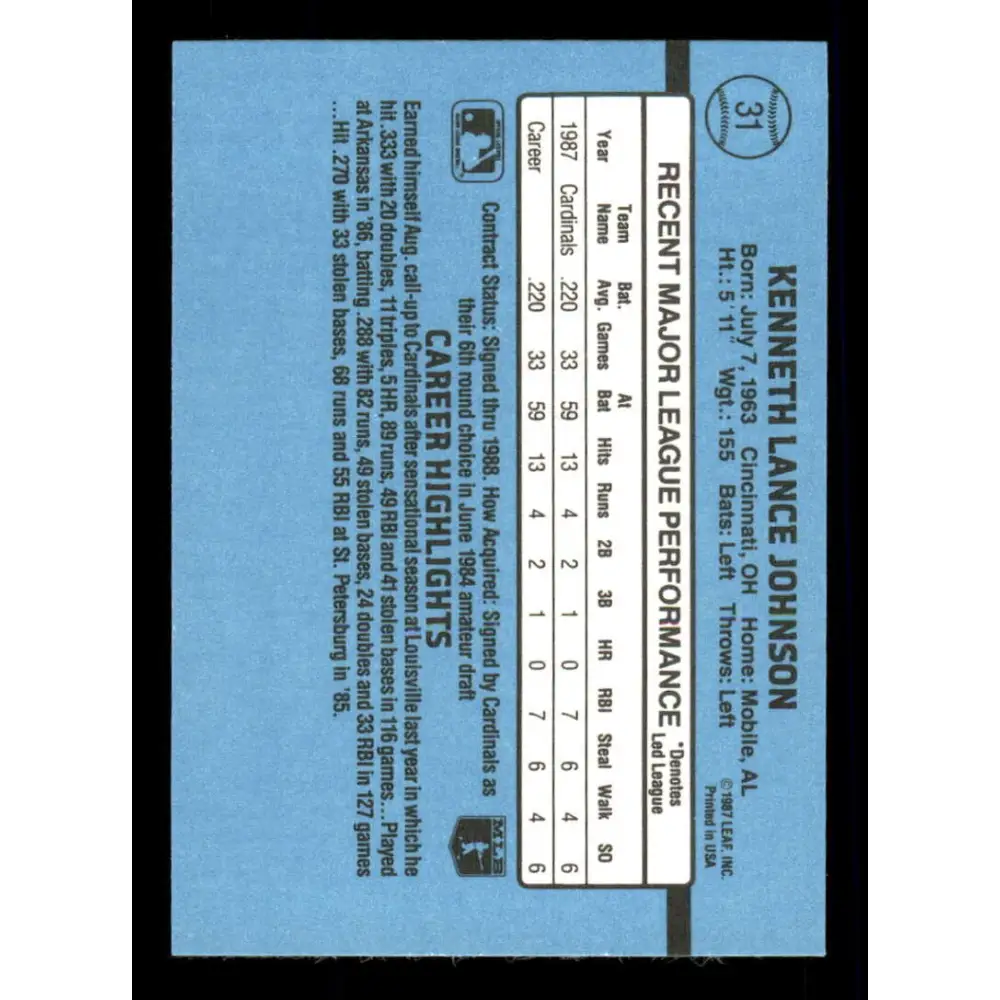 31
KENNETH LANCE JOHNSON
Born: July 7, 1963 Cincinnati, OH Home: Mobile, AL
Ht.: 5'11" Wgt.: 155 Bats: Left Throws: Left
© 1987 LEAF, INC.
Printed in USA
RECENT MAJOR LEAGUE PERFORMANCE
*Denotes
Led League
Year Team Name Bat. Avg. Games At Bat Hits Runs 2B 3B HR RBI Steal Walk SO
1987 Cardinals .220 33 59 13 4 2 1 0 7 6 4 6
Career .220 33 59 13 4 2 1 0 7 6 4 6
Contract Status: Signed thru 1988. How Acquired: Signed by Cardinals as
their 6th round choice in June 1984 amateur draft
MLB
CAREER HIGHLIGHTS
Earned himself Aug. call-up to Cardinals after sensational season at Louisville last year in which he
hit .333 with 20 doubles, 11 triples, 5 HR, 89 runs, 49 RBI and 41 stolen bases in 116 games...Played
at Arkansas in '86, batting .288 with 82 runs, 49 stolen bases, 24 doubles and 33 RBI in 127 games
...Hit .270 with 33 stolen bases, 68 runs and 55 RBI at St. Petersburg in '85.